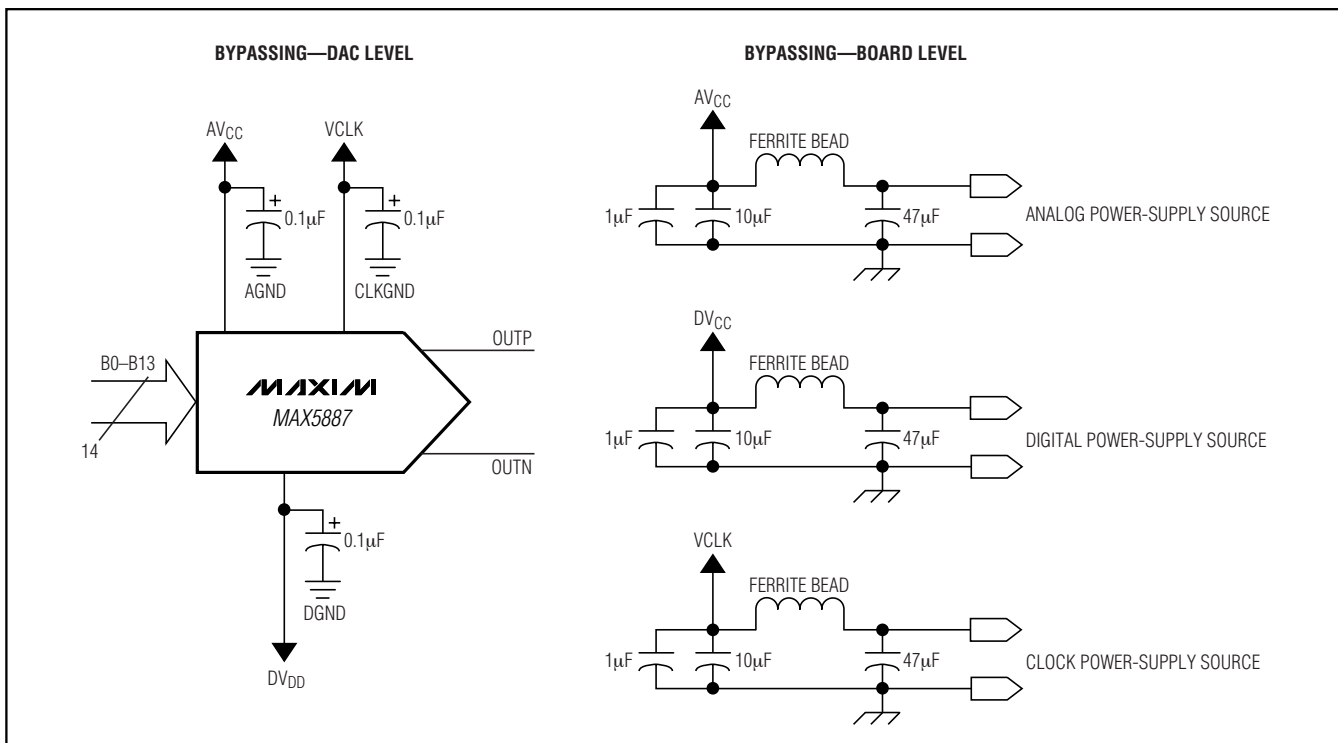 BYPASSING—DAC LEVEL
AVCC
VCLK
+
0.1µF
+
0.1µF
AGND
CLKGND
B0–B13
14
MAXIM
MAX5887
OUTP
OUTN
+
0.1µF
DGND
DVDD
BYPASSING—BOARD LEVEL
AVCC
FERRITE BEAD
1µF
10µF
47µF
ANALOG POWER-SUPPLY SOURCE
DVCC
FERRITE BEAD
1µF
10µF
47µF
DIGITAL POWER-SUPPLY SOURCE
VCLK
FERRITE BEAD
1µF
10µF
47µF
CLOCK POWER-SUPPLY SOURCE